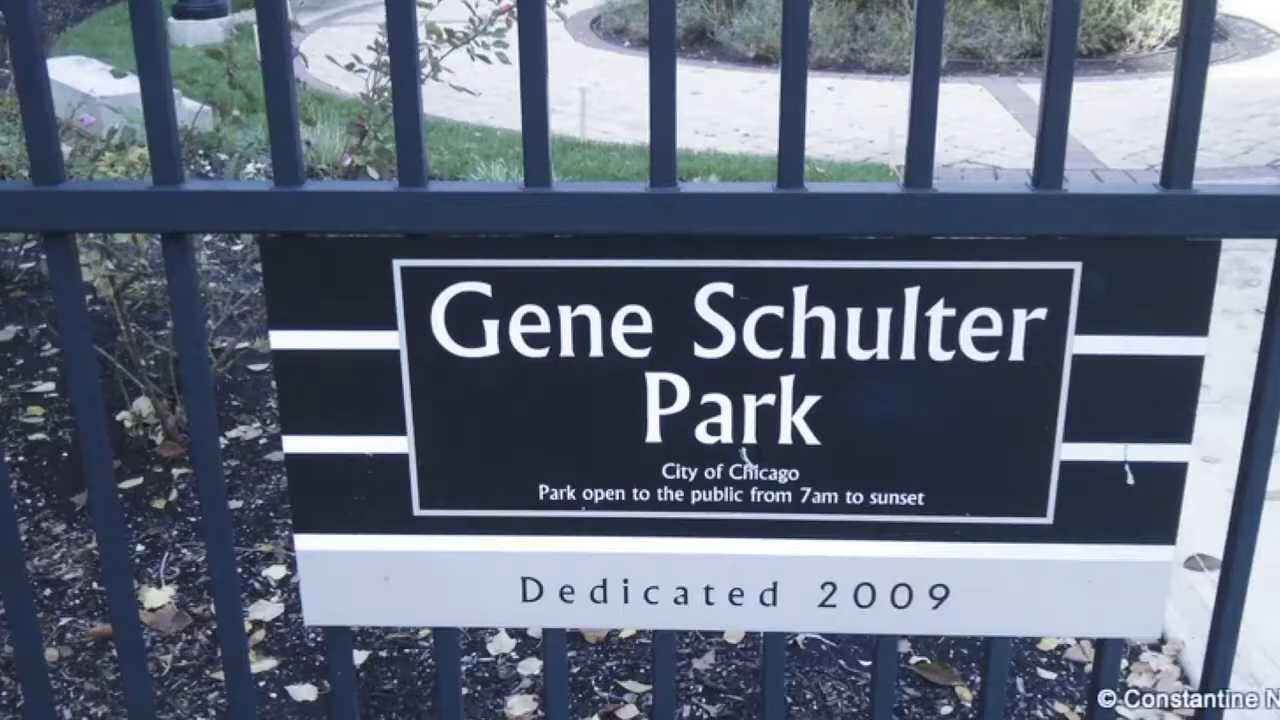 Gene Schulter
Park
City of Chicago
Park open to the public from 7am to sunset
Dedicated 2009
© Constantine N